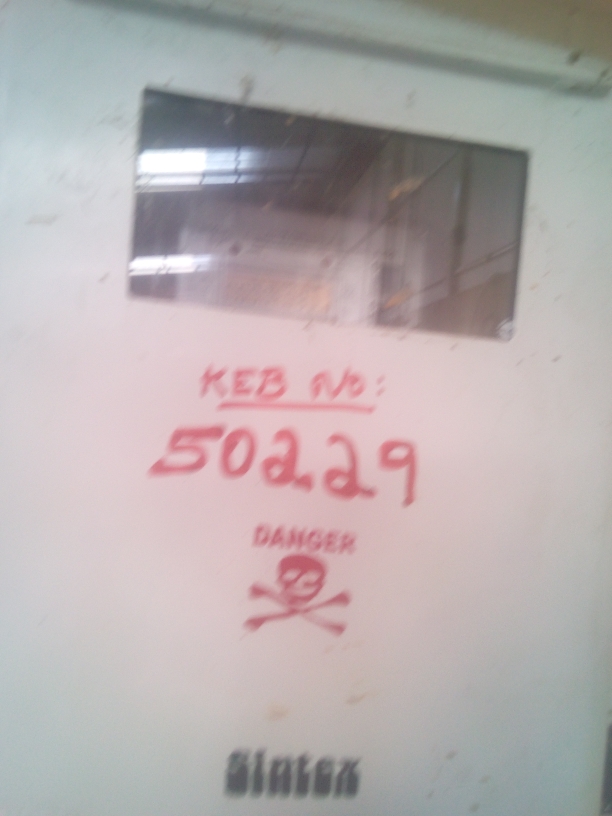 KEB NO:
50229
DANGER
Sintex